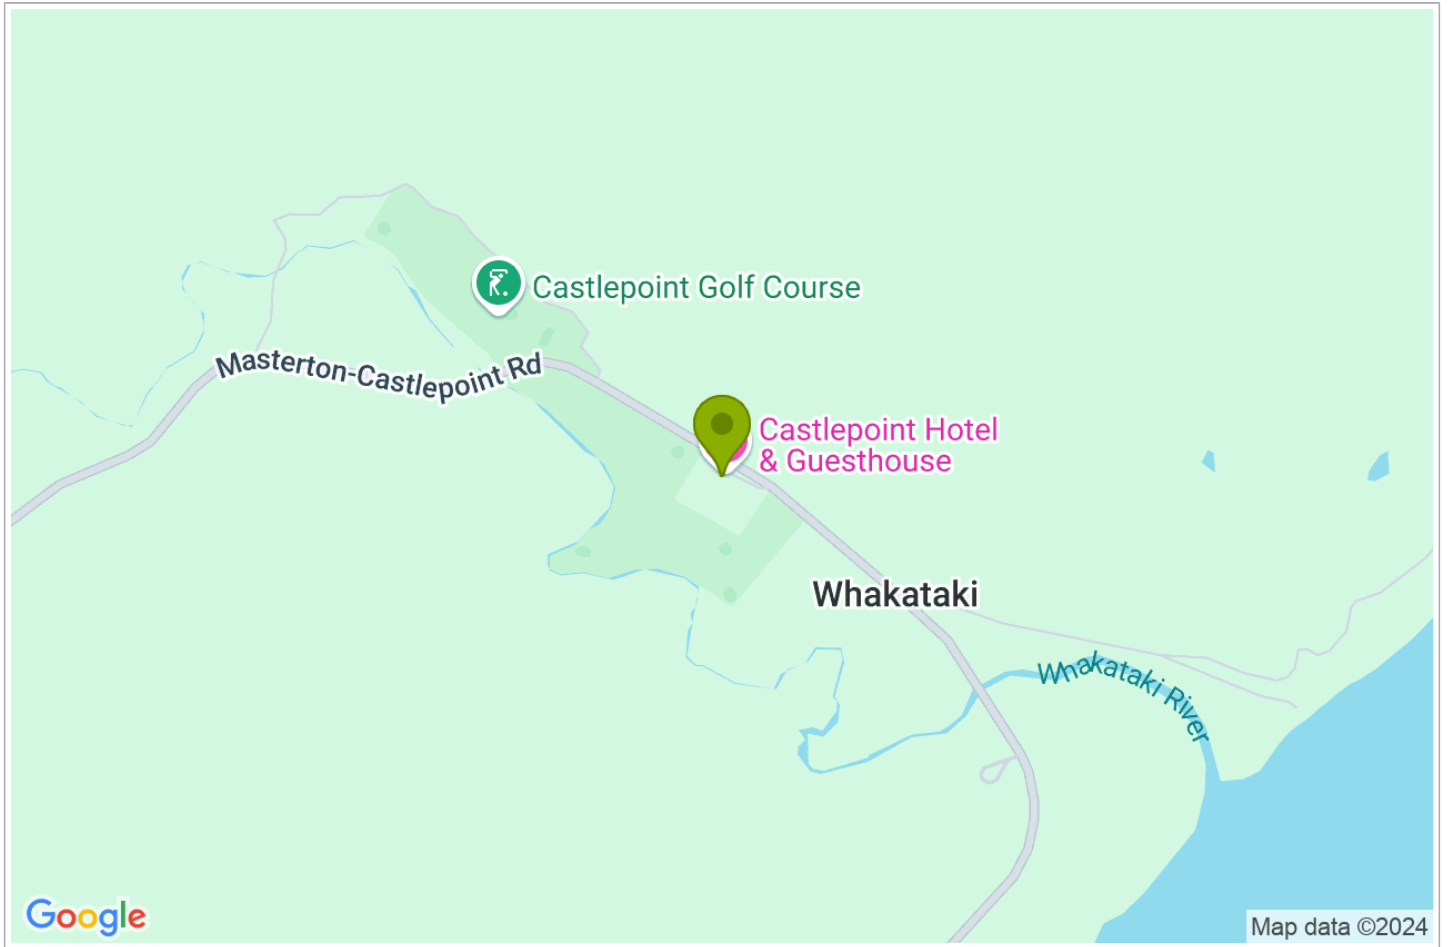 Castlepoint Golf Course
Masterton-Castlepoint Rd
Castlepoint Hotel
& Guesthouse
Whakataki
Whakataki River
Google
Map data ©2024